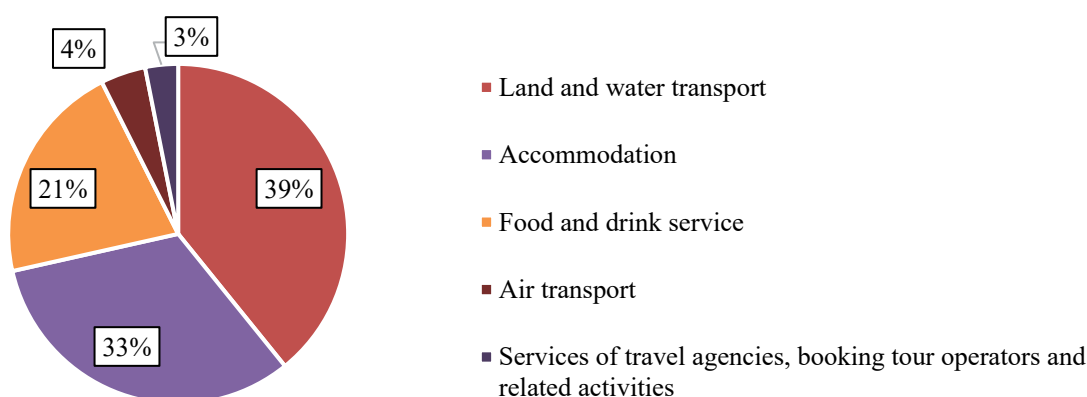 3%
4%
39%
21%
33%
Land and water transport
Accommodation
Food and drink service
Air transport
Services of travel agencies, booking tour operators and
related activities